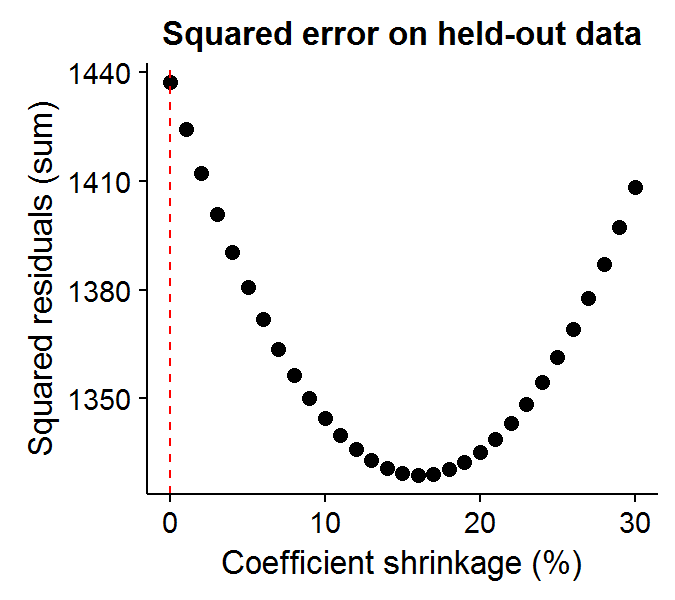 Squared error on held-out data
Squared residuals (sum)
1440
1410
1380
1350
0 10 20 30
Coefficient shrinkage (%)